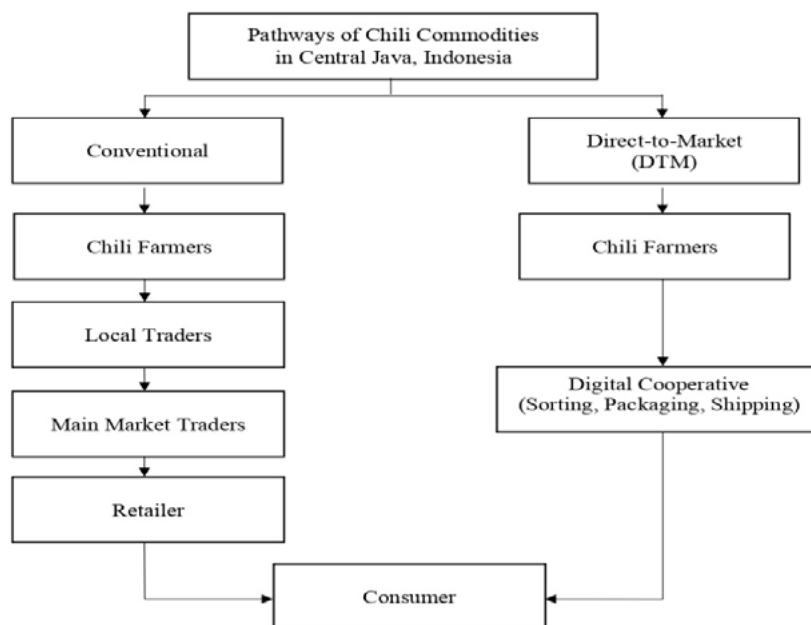 Pathways of Chili Commodities
in Central Java, Indonesia
Conventional
Direct-to-Market
(DTM)
Chili Farmers
Chili Farmers
Local Traders
Digital Cooperative
(Sorting, Packaging, Shipping)
Main Market Traders
Retailer
Consumer